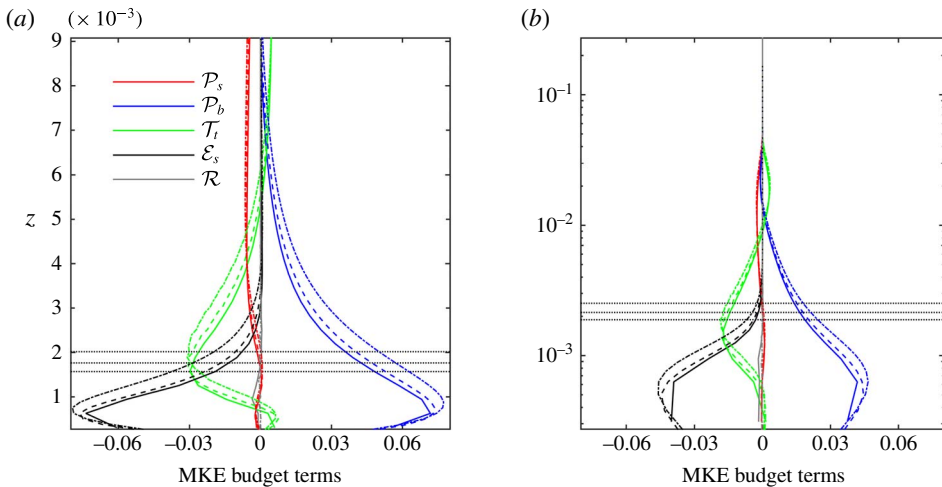 (a) (× 10⁻³) (b)
9
8
7
6
5
4
3
2
1
z
𝒫s
𝒫b
𝒯t
ℰs
ℛ
−0.06 −0.03 0 0.03 0.06
MKE budget terms
10⁻¹
10⁻²
10⁻³
−0.06 −0.03 0 0.03 0.06
MKE budget terms